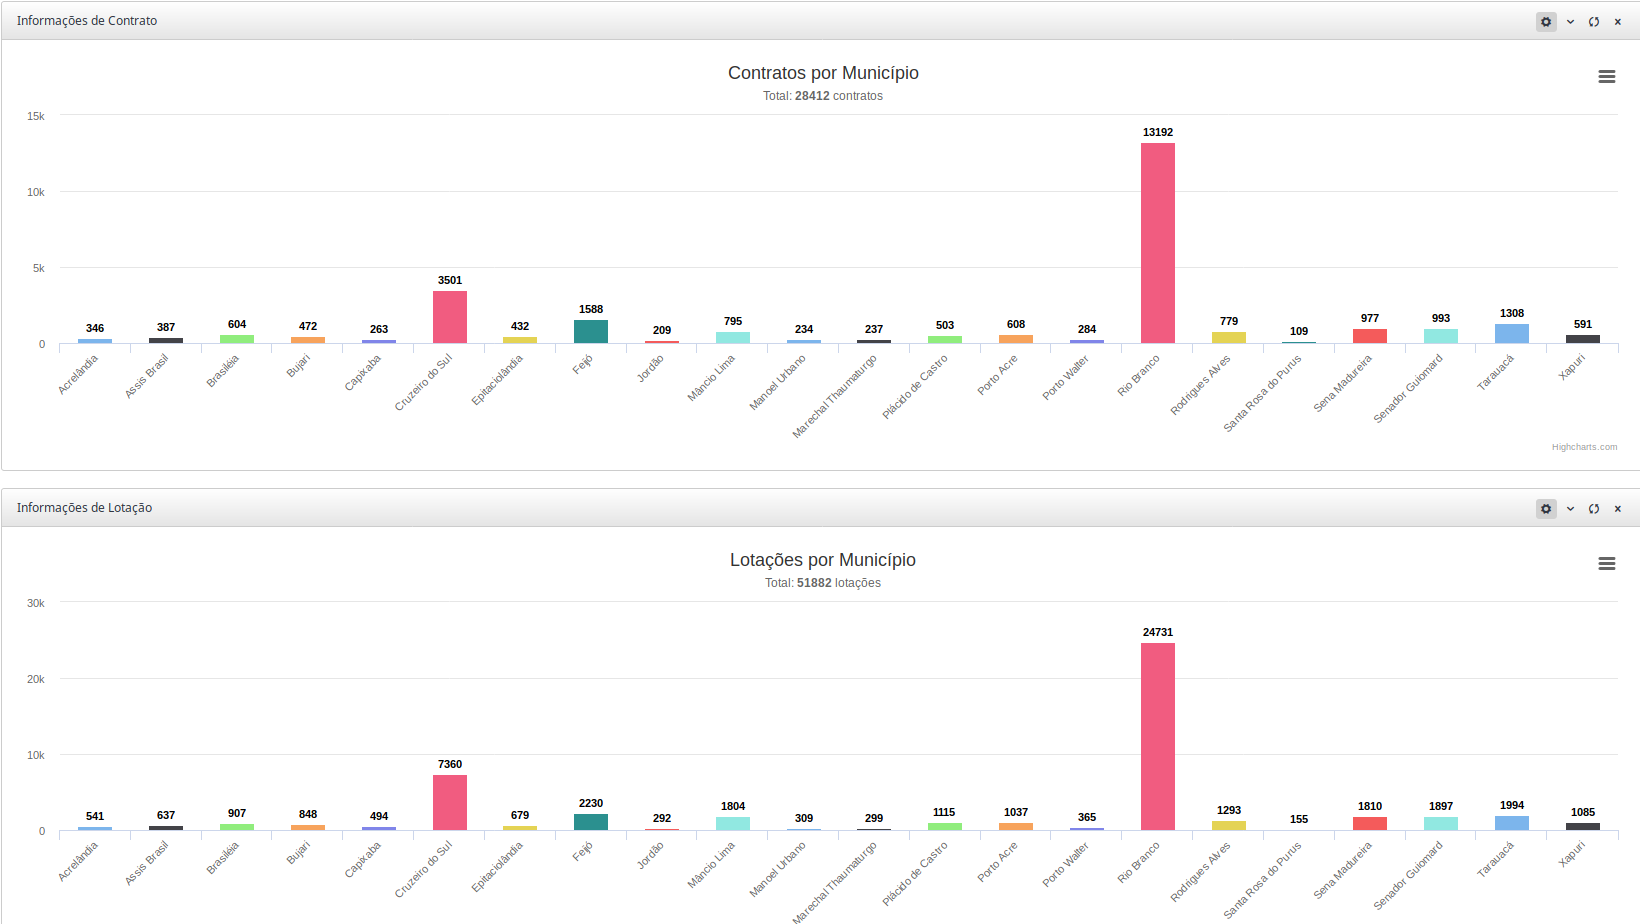 Informações de Contrato
Contratos por Município
Total: 28412 contratos
15k
10k
5k
0
346
387
604
472
263
3501
432
1588
209
795
234
237
503
608
284
13192
779
109
977
993
1308
591
Acrelândia
Assis Brasil
Brasiléia
Bujari
Capixaba
Cruzeiro do Sul
Epitaciolândia
Feijó
Jordão
Mâncio Lima
Manoel Urbano
Marechal Thaumaturgo
Plácido de Castro
Porto Acre
Porto Walter
Rio Branco
Rodrigues Alves
Santa Rosa do Purus
Sena Madureira
Senador Guiomard
Tarauacá
Xapuri
Highcharts.com
Informações de Lotação
Lotações por Município
Total: 51882 lotações
30k
20k
10k
0
541
637
907
848
494
7360
679
2230
292
1804
309
299
1115
1037
365
24731
1293
155
1810
1897
1994
1085
Acrelândia
Assis Brasil
Brasiléia
Bujari
Capixaba
Cruzeiro do Sul
Epitaciolândia
Feijó
Jordão
Mâncio Lima
Manoel Urbano
Marechal Thaumaturgo
Plácido de Castro
Porto Acre
Porto Walter
Rio Branco
Rodrigues Alves
Santa Rosa do Purus
Sena Madureira
Senador Guiomard
Tarauacá
Xapuri